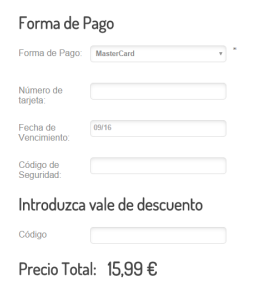 Forma de Pago
Forma de Pago: MasterCard *
Número de
tarjeta:
Fecha de
Vencimiento: 09/16
Código de
Seguridad:
Introduzca vale de descuento
Código
Precio Total: 15,99 €